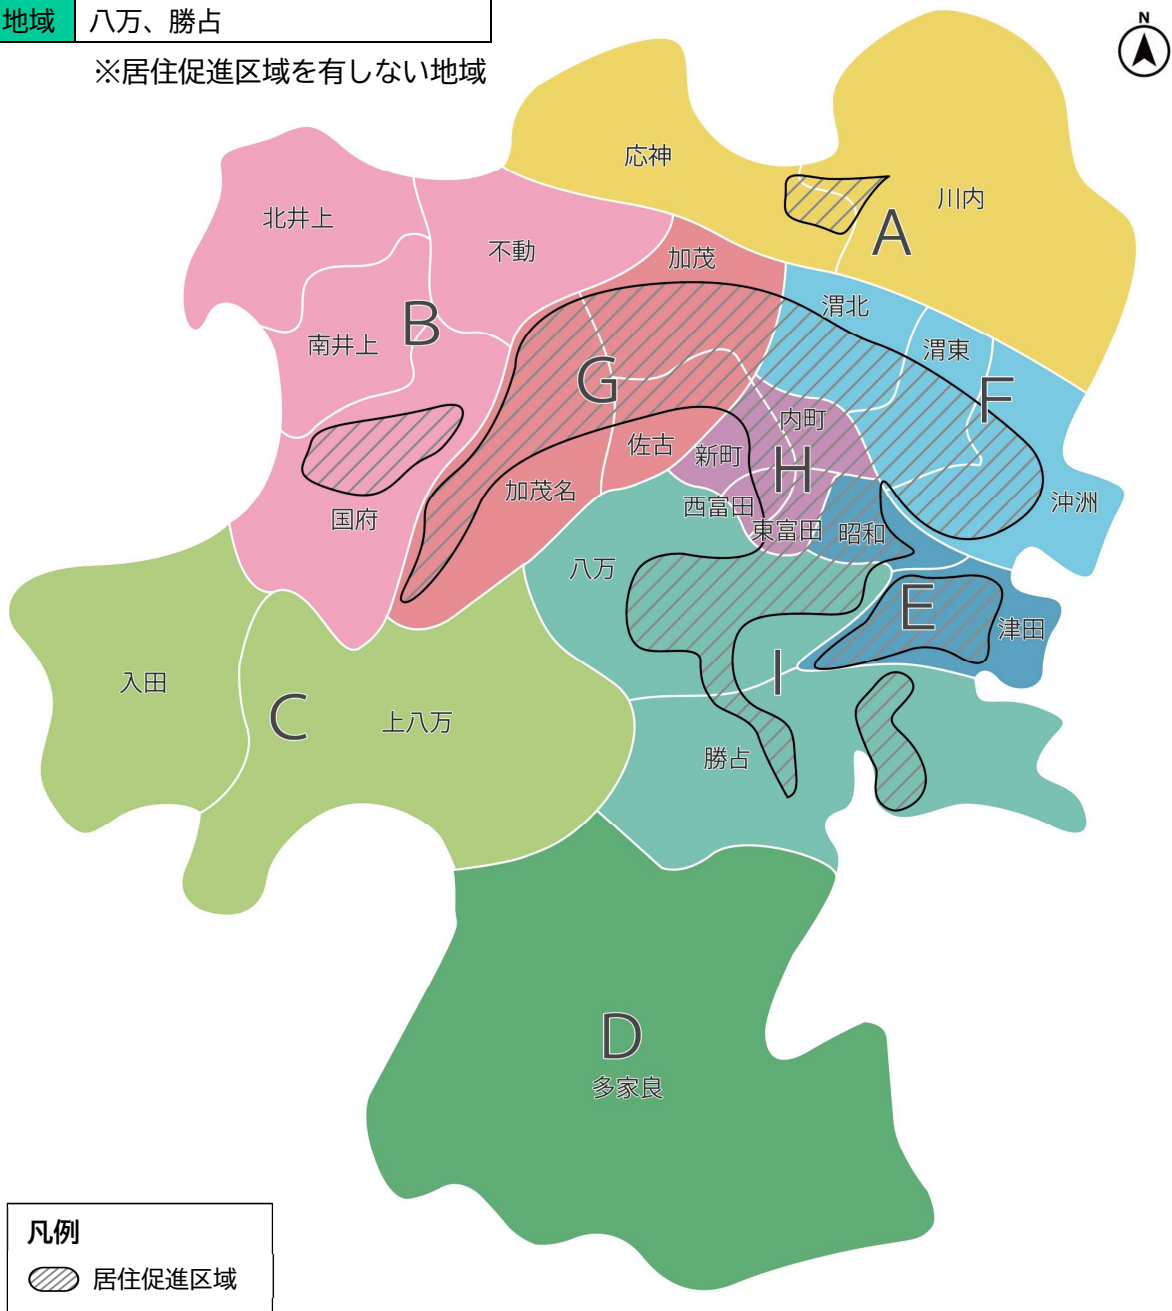 地域 八万、勝占
※居住促進区域を有しない地域
N
応神
川内
A
北井上
不動
加茂
渭北
B
南井上
渭東
G
F
内町
佐古
新町
H
加茂名
西富田
沖洲
国府
東富田
昭和
八万
E
津田
入田
I
C
上八万
勝占
D
多家良
凡例
居住促進区域